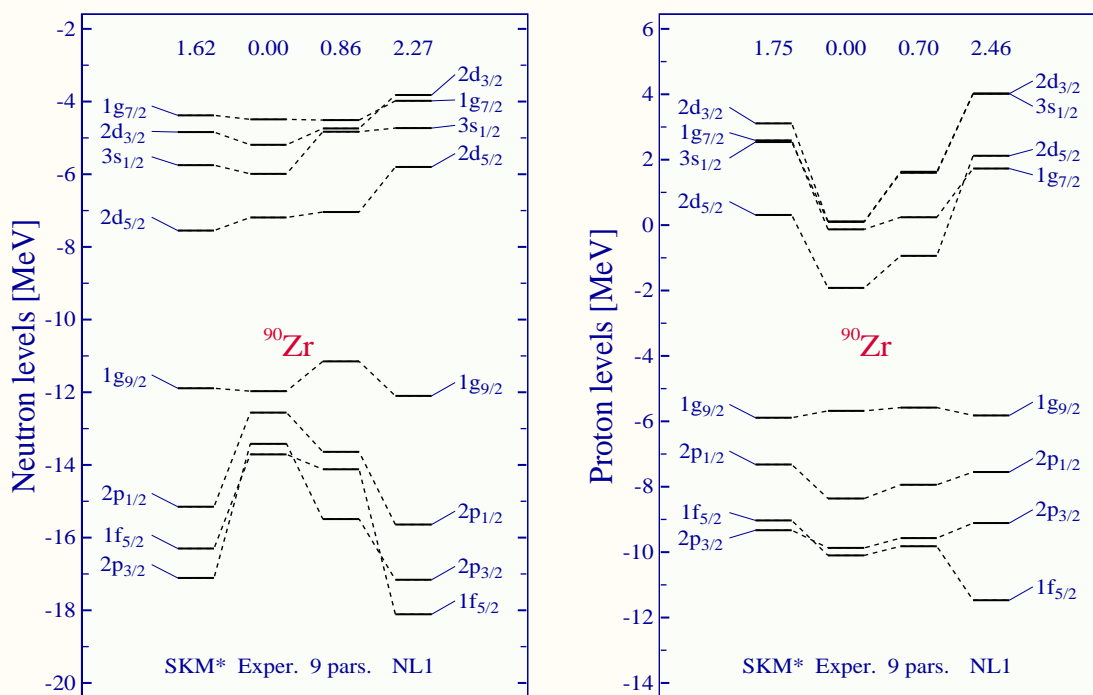 Neutron levels [MeV]
-2
-4
-6
-8
-10
-12
-14
-16
-18
-20
1.62 0.00 0.86 2.27
1g7/2
2d3/2
3s1/2
2d5/2
1g9/2
2p1/2
1f5/2
2p3/2
90Zr
2d3/2
1g7/2
3s1/2
2d5/2
1g9/2
2p1/2
2p3/2
1f5/2
SKM* Exper. 9 pars. NL1
Proton levels [MeV]
6
4
2
0
-2
-4
-6
-8
-10
-12
-14
1.75 0.00 0.70 2.46
2d3/2
1g7/2
3s1/2
2d5/2
1g9/2
2p1/2
1f5/2
2p3/2
90Zr
2d3/2
3s1/2
2d5/2
1g7/2
1g9/2
2p1/2
2p3/2
1f5/2
SKM* Exper. 9 pars. NL1